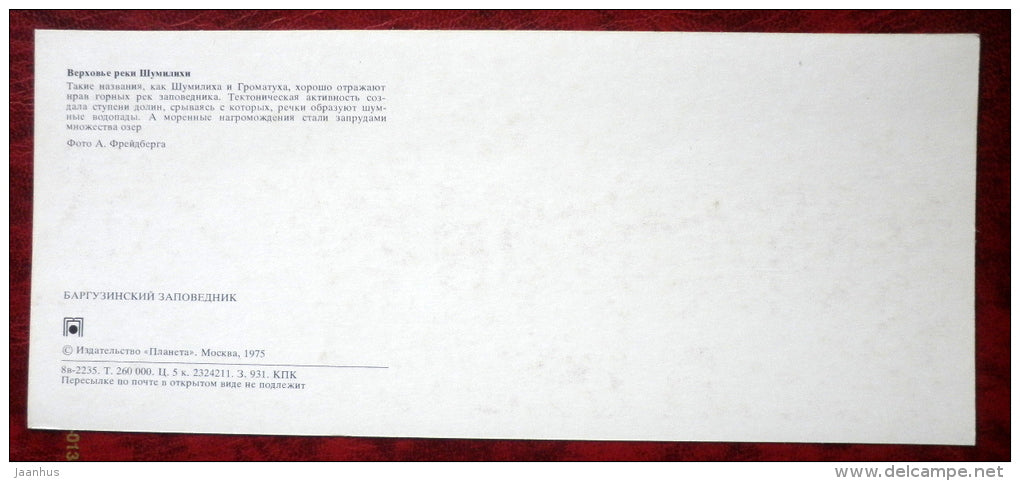 Верховье реки Шумилихи
Такие названия, как Шумилиха и Громатуха, хорошо отражают
нрав горных рек заповедника. Тектоническая активность соз-
дала ступени долин, срываясь с которых, речки образуют шум-
ные водопады. А моренные нагромождения стали запрудами
множества озер
Фото А. Фрейдберга
БАРГУЗИНСКИЙ ЗАПОВЕДНИК
© Издательство «Планета». Москва, 1975
8в-2235. Т. 260 000. Ц. 5 к. 2324211. З. 931. КПК
Пересылке по почте в открытом виде не подлежит
013
jaanhus
www.delcampe.net